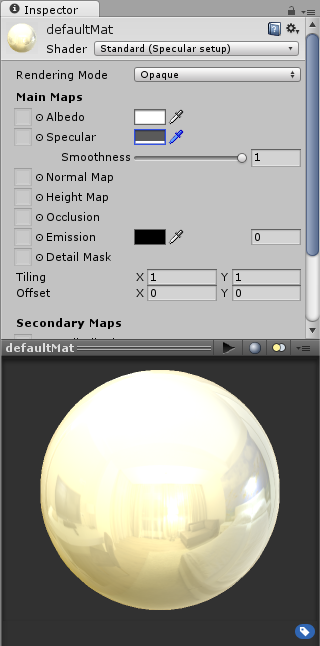 Inspector
defaultMat
Shader Standard (Specular setup)
Rendering Mode Opaque
Main Maps
Albedo
Specular
Smoothness 1
Normal Map
Height Map
Occlusion
Emission 0
Detail Mask
Tiling X 1 Y 1
Offset X 0 Y 0
Secondary Maps
defaultMat